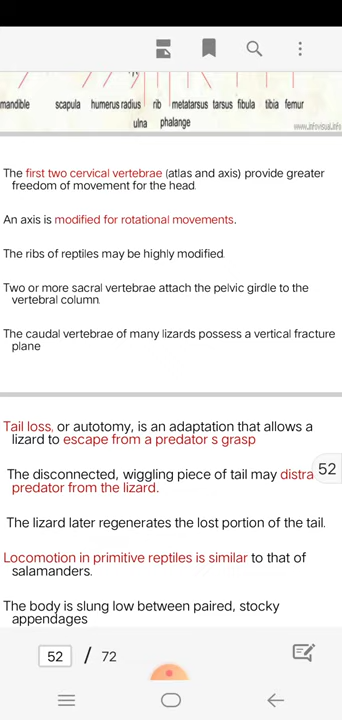 mandible scapula humerus radius rib metatarsus tarsus fibula tibia femur
ulna phalange
www.infovisual.info
The first two cervical vertebrae (atlas and axis) provide greater
freedom of movement for the head.
An axis is modified for rotational movements.
The ribs of reptiles may be highly modified.
Two or more sacral vertebrae attach the pelvic girdle to the
vertebral column.
The caudal vertebrae of many lizards possess a vertical fracture
plane
Tail loss, or autotomy, is an adaptation that allows a
lizard to escape from a predator s grasp
52
The disconnected, wiggling piece of tail may distra
predator from the lizard.
The lizard later regenerates the lost portion of the tail.
Locomotion in primitive reptiles is similar to that of
salamanders.
The body is slung low between paired, stocky
appendages
52 / 72